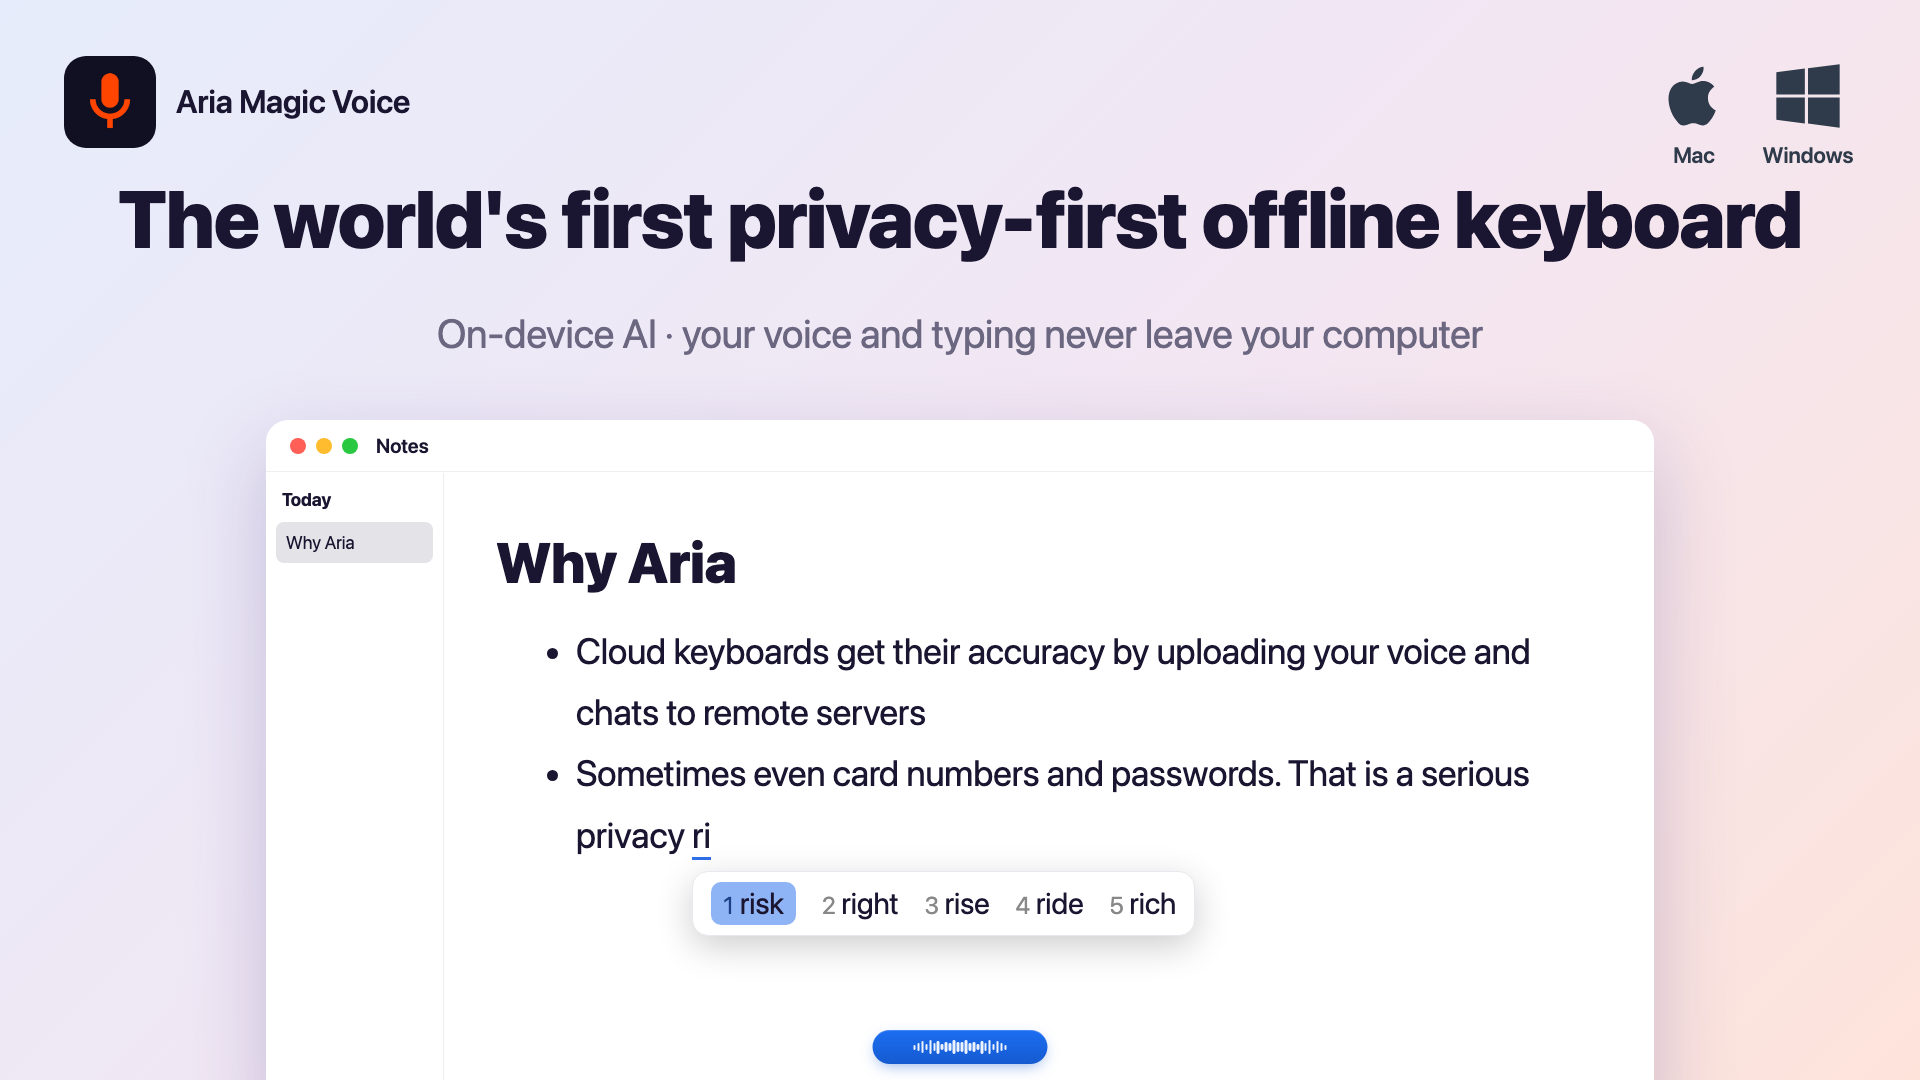 Aria Magic Voice
Mac
Windows
The world's first privacy-first offline keyboard
On-device AI · your voice and typing never leave your computer
Notes
Today
Why Aria
Why Aria
• Cloud keyboards get their accuracy by uploading your voice and
chats to remote servers
• Sometimes even card numbers and passwords. That is a serious
privacy ri
1 risk 2 right 3 rise 4 ride 5 rich